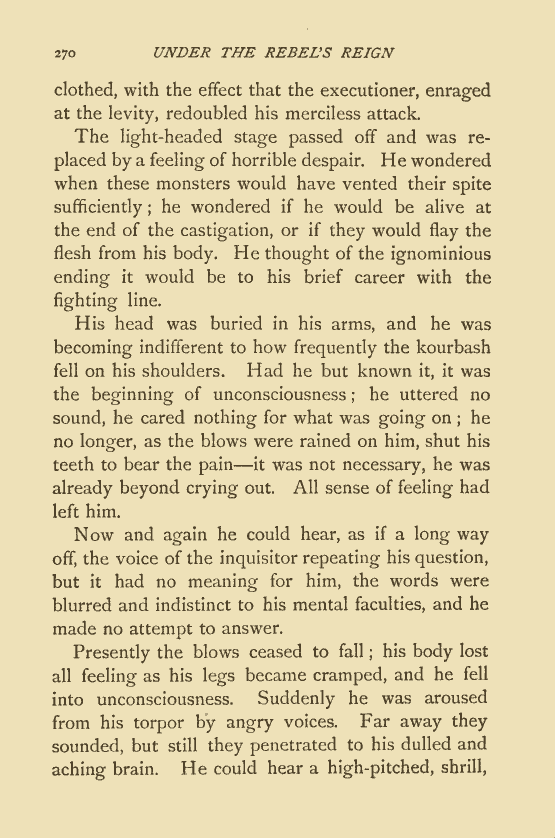 270 UNDER THE REBEL'S REIGN
clothed, with the effect that the executioner, enraged
at the levity, redoubled his merciless attack.
The light-headed stage passed off and was re-
placed by a feeling of horrible despair. He wondered
when these monsters would have vented their spite
sufficiently; he wondered if he would be alive at
the end of the castigation, or if they would flay the
flesh from his body. He thought of the ignominious
ending it would be to his brief career with the
fighting line.
His head was buried in his arms, and he was
becoming indifferent to how frequently the kourbash
fell on his shoulders. Had he but known it, it was
the beginning of unconsciousness; he uttered no
sound, he cared nothing for what was going on; he
no longer, as the blows were rained on him, shut his
teeth to bear the pain—it was not necessary, he was
already beyond crying out. All sense of feeling had
left him.
Now and again he could hear, as if a long way
off, the voice of the inquisitor repeating his question,
but it had no meaning for him, the words were
blurred and indistinct to his mental faculties, and he
made no attempt to answer.
Presently the blows ceased to fall; his body lost
all feeling as his legs became cramped, and he fell
into unconsciousness. Suddenly he was aroused
from his torpor by angry voices. Far away they
sounded, but still they penetrated to his dulled and
aching brain. He could hear a high-pitched, shrill,